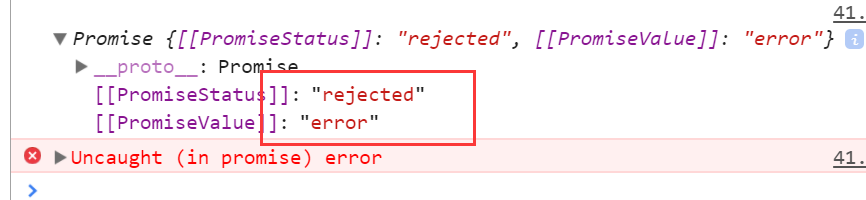 41.
▼Promise {[[PromiseStatus]]: "rejected", [[PromiseValue]]: "error"} i
▶__proto__: Promise
[[PromiseStatus]]: "rejected"
[[PromiseValue]]: "error"
▶Uncaught (in promise) error 41.
>